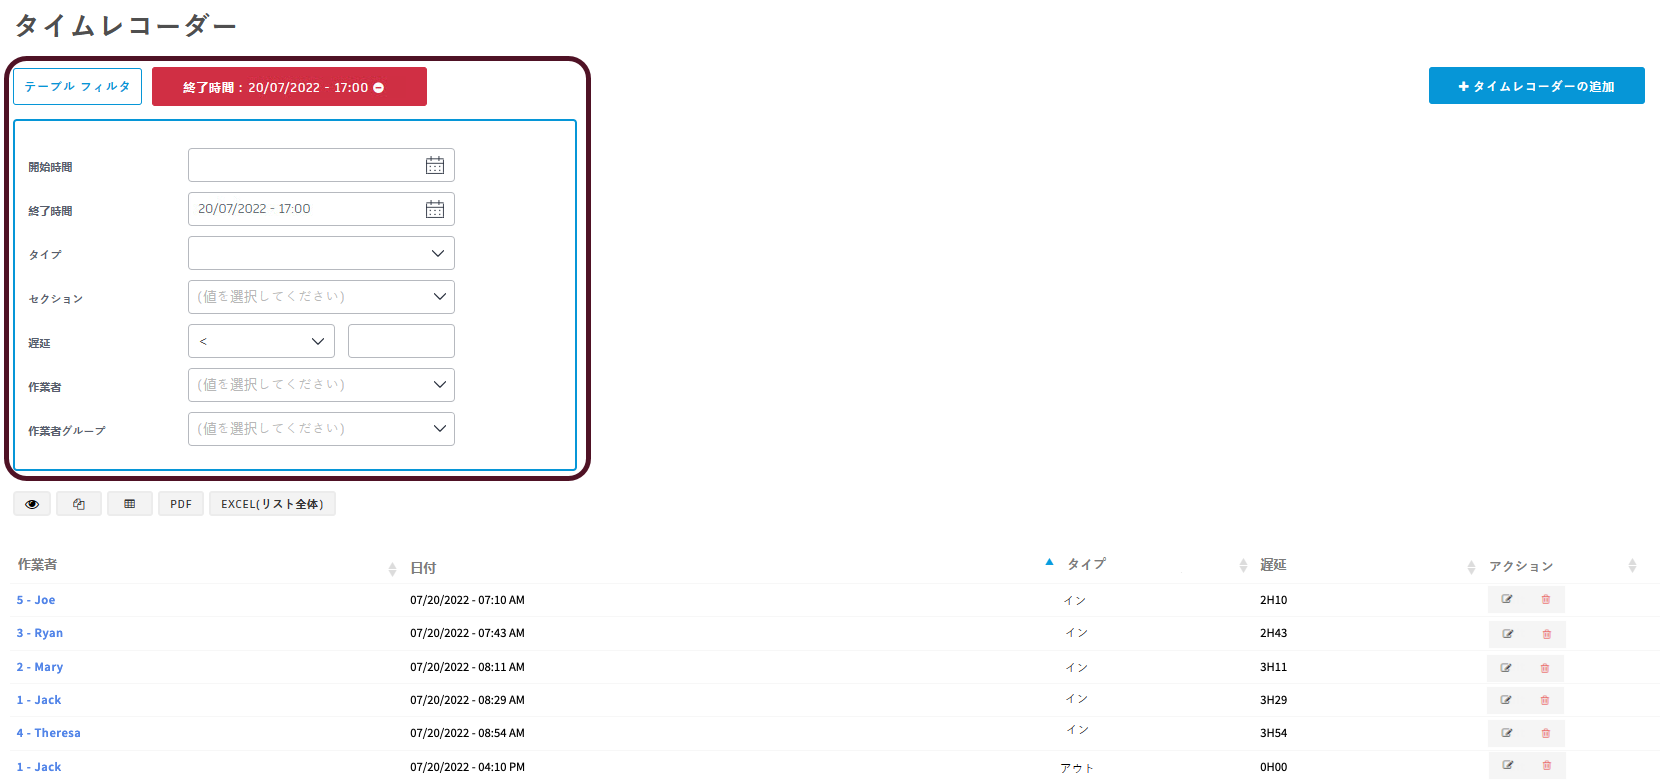 タイムレコーダー
テーブル フィルタ
終了時間 : 20/07/2022 - 17:00
タイムレコーダーの追加
開始時間
終了時間 20/07/2022 - 17:00
タイプ
セクション (値を選択してください)
遅延 <
作業者 (値を選択してください)
作業者グループ (値を選択してください)
PDF EXCEL(リスト全体)
作業者 日付 タイプ 遅延 アクション
5 - Joe 07/20/2022 - 07:10 AM イン 2H10
3 - Ryan 07/20/2022 - 07:43 AM イン 2H43
2 - Mary 07/20/2022 - 08:11 AM イン 3H11
1 - Jack 07/20/2022 - 08:29 AM イン 3H29
4 - Theresa 07/20/2022 - 08:54 AM イン 3H54
1 - Jack 07/20/2022 - 04:10 PM アウト 0H00